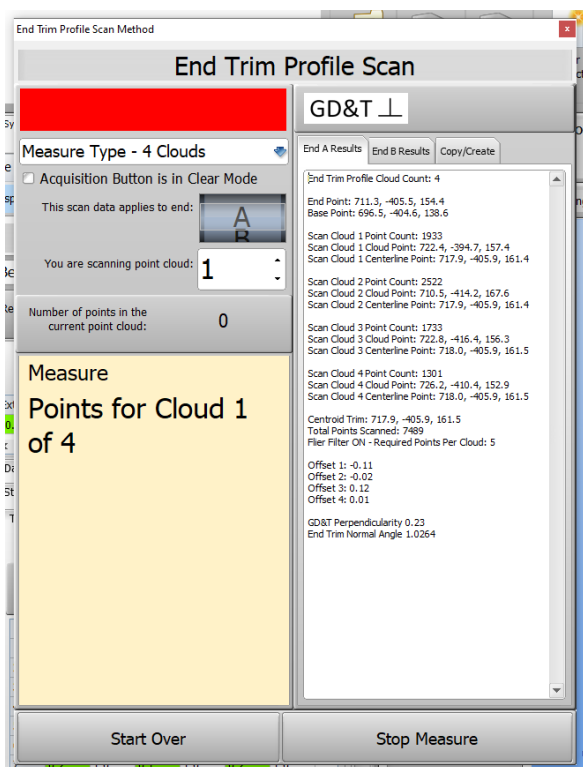 End Trim Profile Scan Method
x
End Trim Profile Scan
GD&T ⊥
Measure Type - 4 Clouds
Acquisition Button is in Clear Mode
This scan data applies to end:
A
B
You are scanning point cloud:
1
Number of points in the
current point cloud:
0
Measure
Points for Cloud 1
of 4
End A Results
End B Results
Copy/Create
End Trim Profile Cloud Count: 4
End Point: 711.3, -405.5, 154.4
Base Point: 696.5, -404.6, 138.6
Scan Cloud 1 Point Count: 1933
Scan Cloud 1 Cloud Point: 722.4, -394.7, 157.4
Scan Cloud 1 Centerline Point: 717.9, -405.9, 161.4
Scan Cloud 2 Point Count: 2522
Scan Cloud 2 Cloud Point: 710.5, -414.2, 167.6
Scan Cloud 2 Centerline Point: 717.9, -405.9, 161.4
Scan Cloud 3 Point Count: 1733
Scan Cloud 3 Cloud Point: 722.8, -416.4, 156.3
Scan Cloud 3 Centerline Point: 718.0, -405.9, 161.5
Scan Cloud 4 Point Count: 1301
Scan Cloud 4 Cloud Point: 726.2, -410.4, 152.9
Scan Cloud 4 Centerline Point: 718.0, -405.9, 161.5
Centroid Trim: 717.9, -405.9, 161.5
Total Points Scanned: 7489
Flier Filter ON - Required Points Per Cloud: 5
Offset 1: -0.11
Offset 2: -0.02
Offset 3: 0.12
Offset 4: 0.01
GD&T Perpendicularity 0.23
End Trim Normal Angle 1.0264
Start Over
Stop Measure